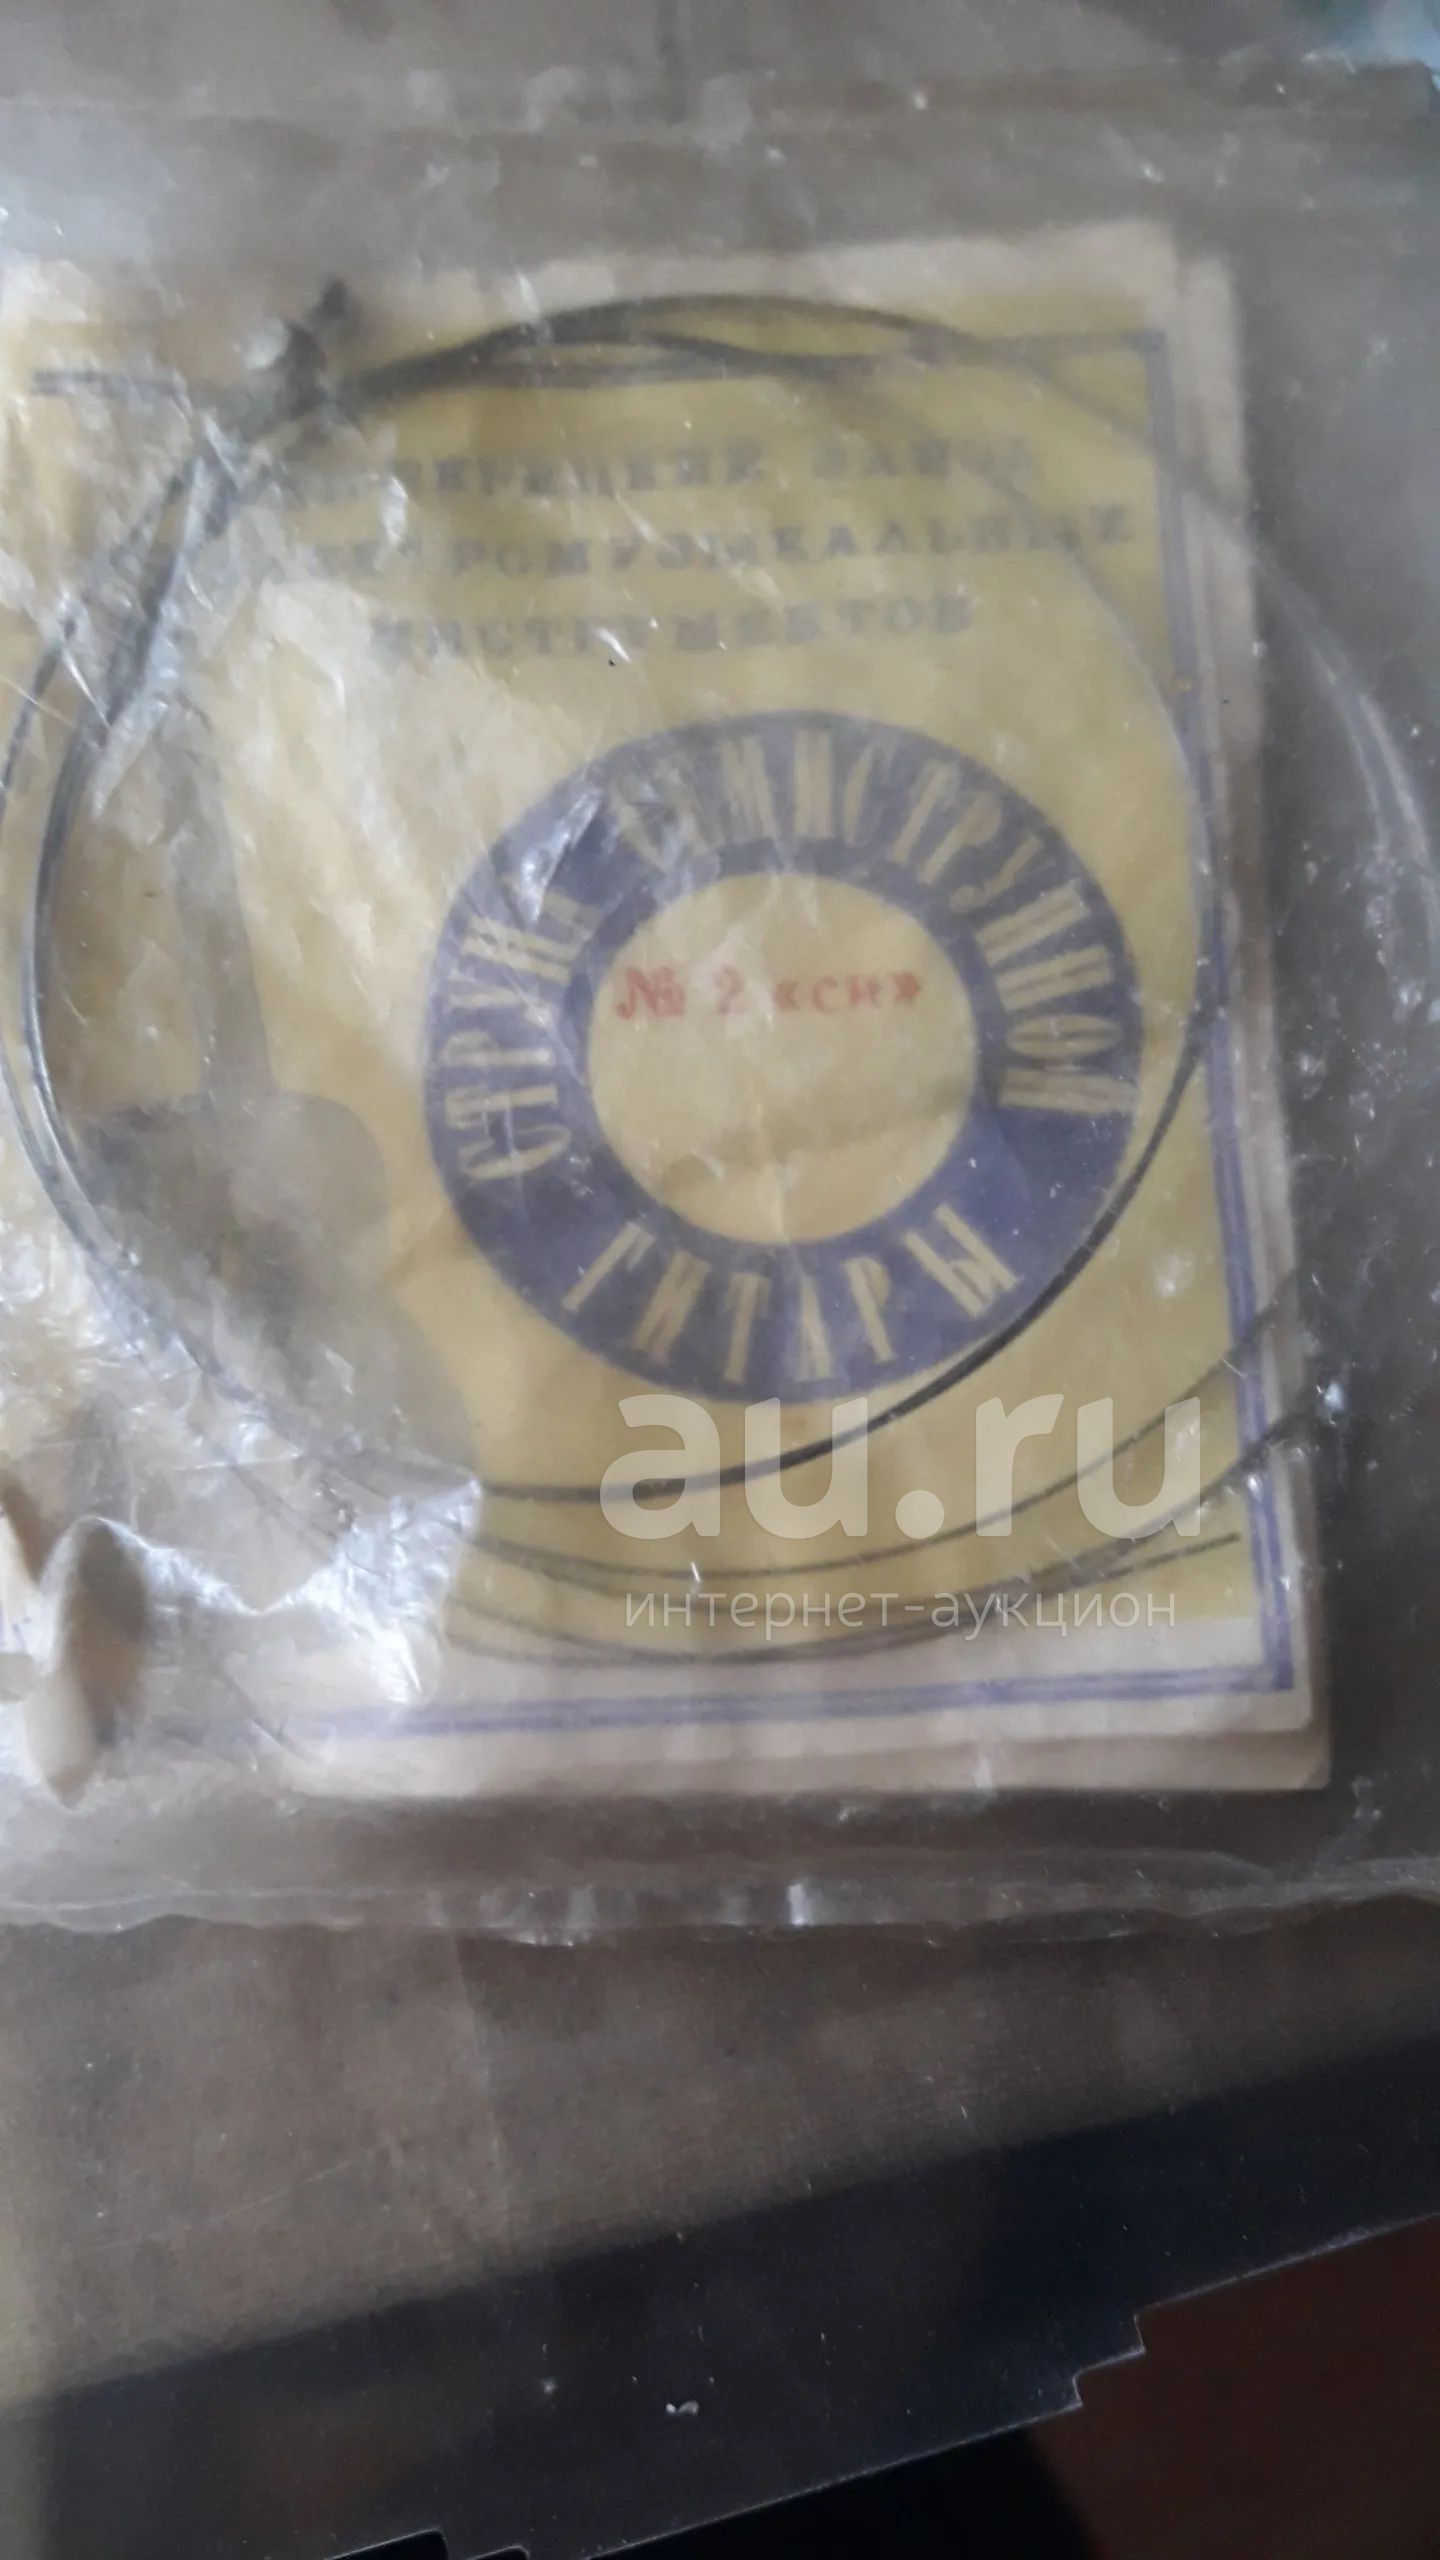 ИНСТРУМЕНТОВ
СТРУНА СЕМИСТРУННОЙ
ГИТАРЫ
№ 2 «си»
au.ru
интернет-аукцион